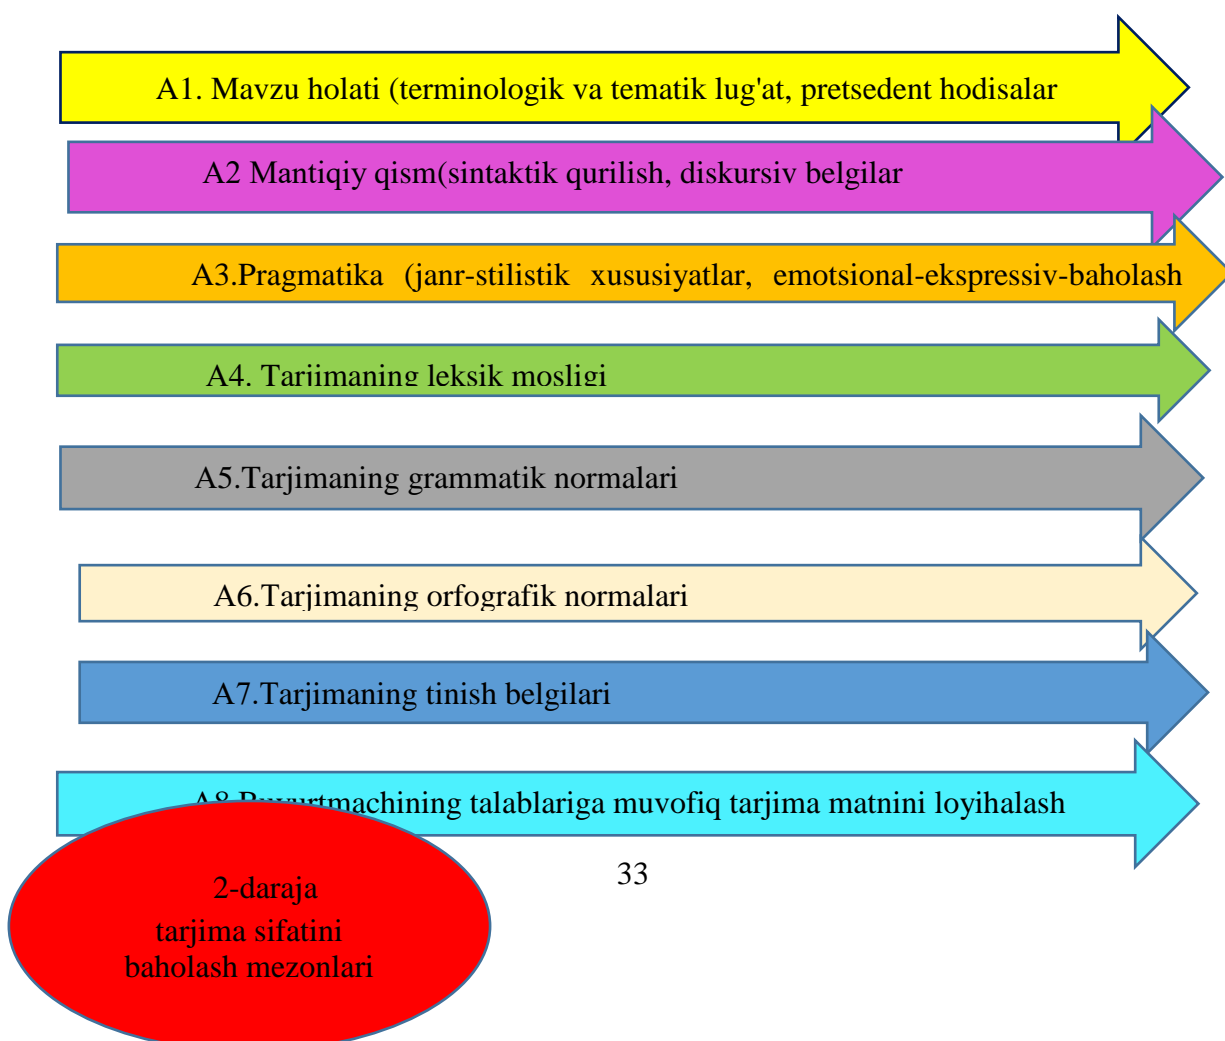 A1. Mavzu holati (terminologik va tematik lug'at, pretsedent hodisalar
A2 Mantiqiy qism(sintaktik qurilish, diskursiv belgilar
A3.Pragmatika (janr-stilistik xususiyatlar, emotsional-ekspressiv-baholash
A4. Tarjimaning leksik mosligi
A5.Tarjimaning grammatik normalari
A6.Tarjimaning orfografik normalari
A7.Tarjimaning tinish belgilari
A8.Buyurtmachining talablariga muvofiq tarjima matnini loyihalash
33
2-daraja
tarjima sifatini
baholash mezonlari